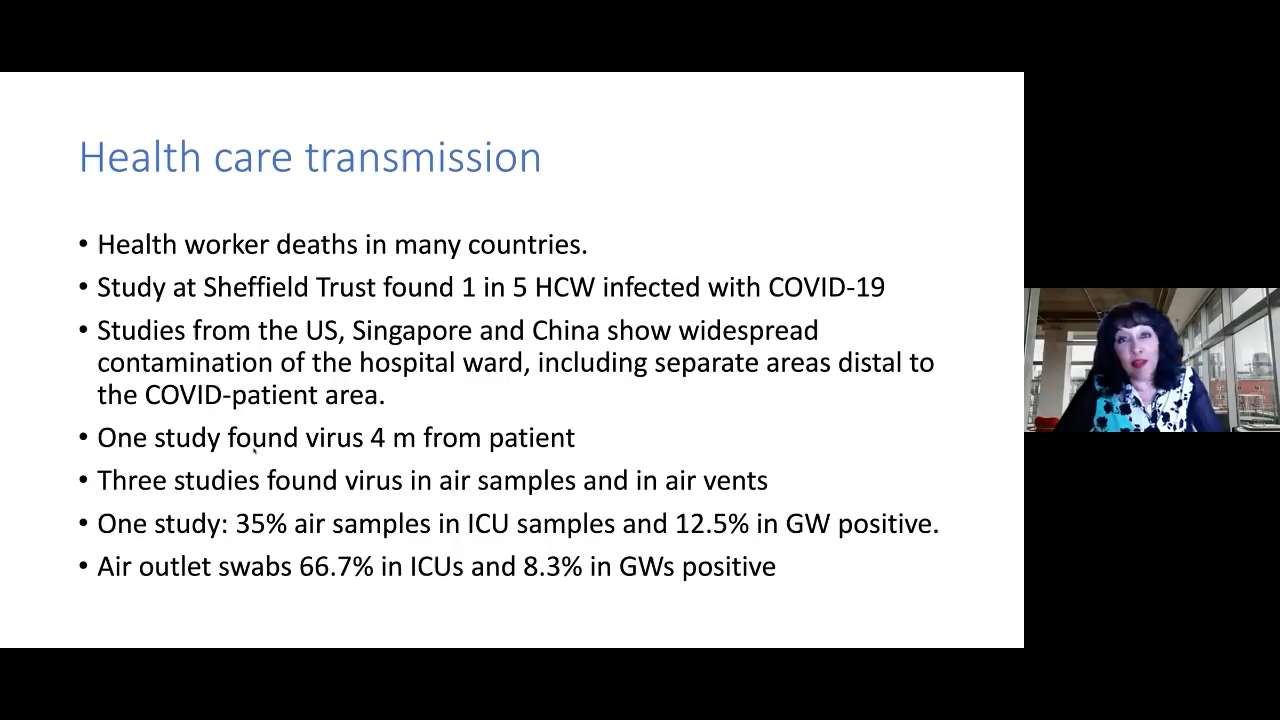 Health care transmission
• Health worker deaths in many countries.
• Study at Sheffield Trust found 1 in 5 HCW infected with COVID-19
• Studies from the US, Singapore and China show widespread
contamination of the hospital ward, including separate areas distal to
the COVID-patient area.
• One study found virus 4 m from patient
• Three studies found virus in air samples and in air vents
• One study: 35% air samples in ICU samples and 12.5% in GW positive.
• Air outlet swabs 66.7% in ICUs and 8.3% in GWs positive